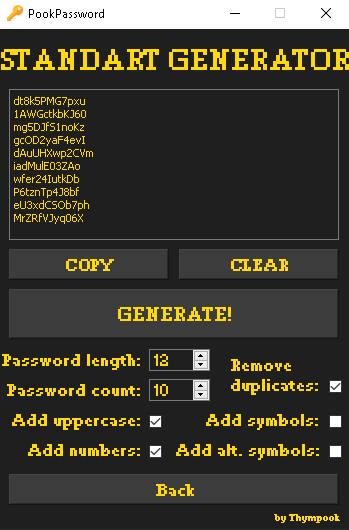 PookPassword
STANDART GENERATOR
dt8k5PMG7pxu
1AWGctkbKJ60
mg5DJfS1noKz
gcOD2yaF4evI
dAuUHXwp2CVm
iadMulE03ZAo
wfer24IutkDb
P6tznTp4J8bf
eU3xdCSOb7ph
MrZRfVJyq06X
COPY CLEAR
GENERATE!
Password length: 12
Remove
duplicates:
Password count: 10
Add uppercase: Add symbols:
Add numbers: Add alt. symbols:
Back
by Thympook